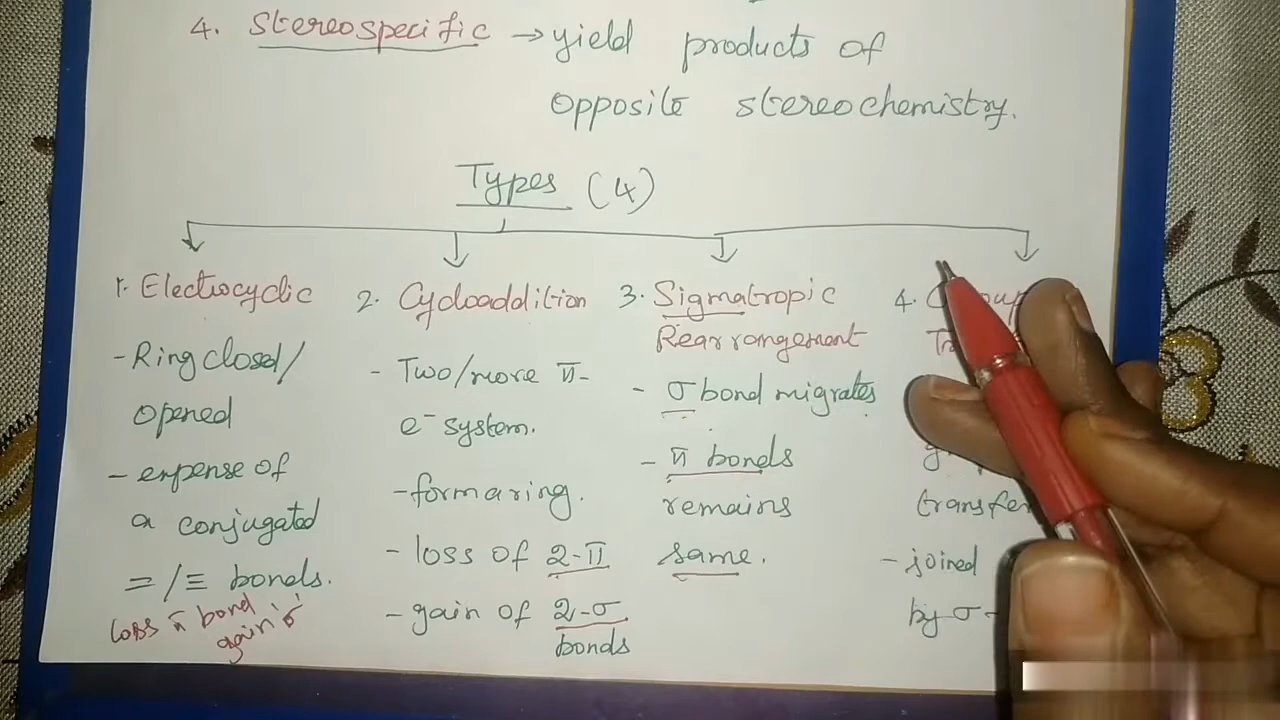 4. Stereospecific → yield products of
opposite stereochemistry.
Types (4)
1. Electrocyclic
- Ring closed/
opened
- expense of
a conjugated
=/≡ bonds.
loss π bond
gain σ
2. Cycloaddition
- Two/more π-
e⁻ system.
- form a ring.
- loss of 2-π
- gain of 2-σ
bonds
3. Sigmatropic
Rearrangement
- σ bond migrates
- π bonds
remains
same.
4.
transfer
- joined
by σ -